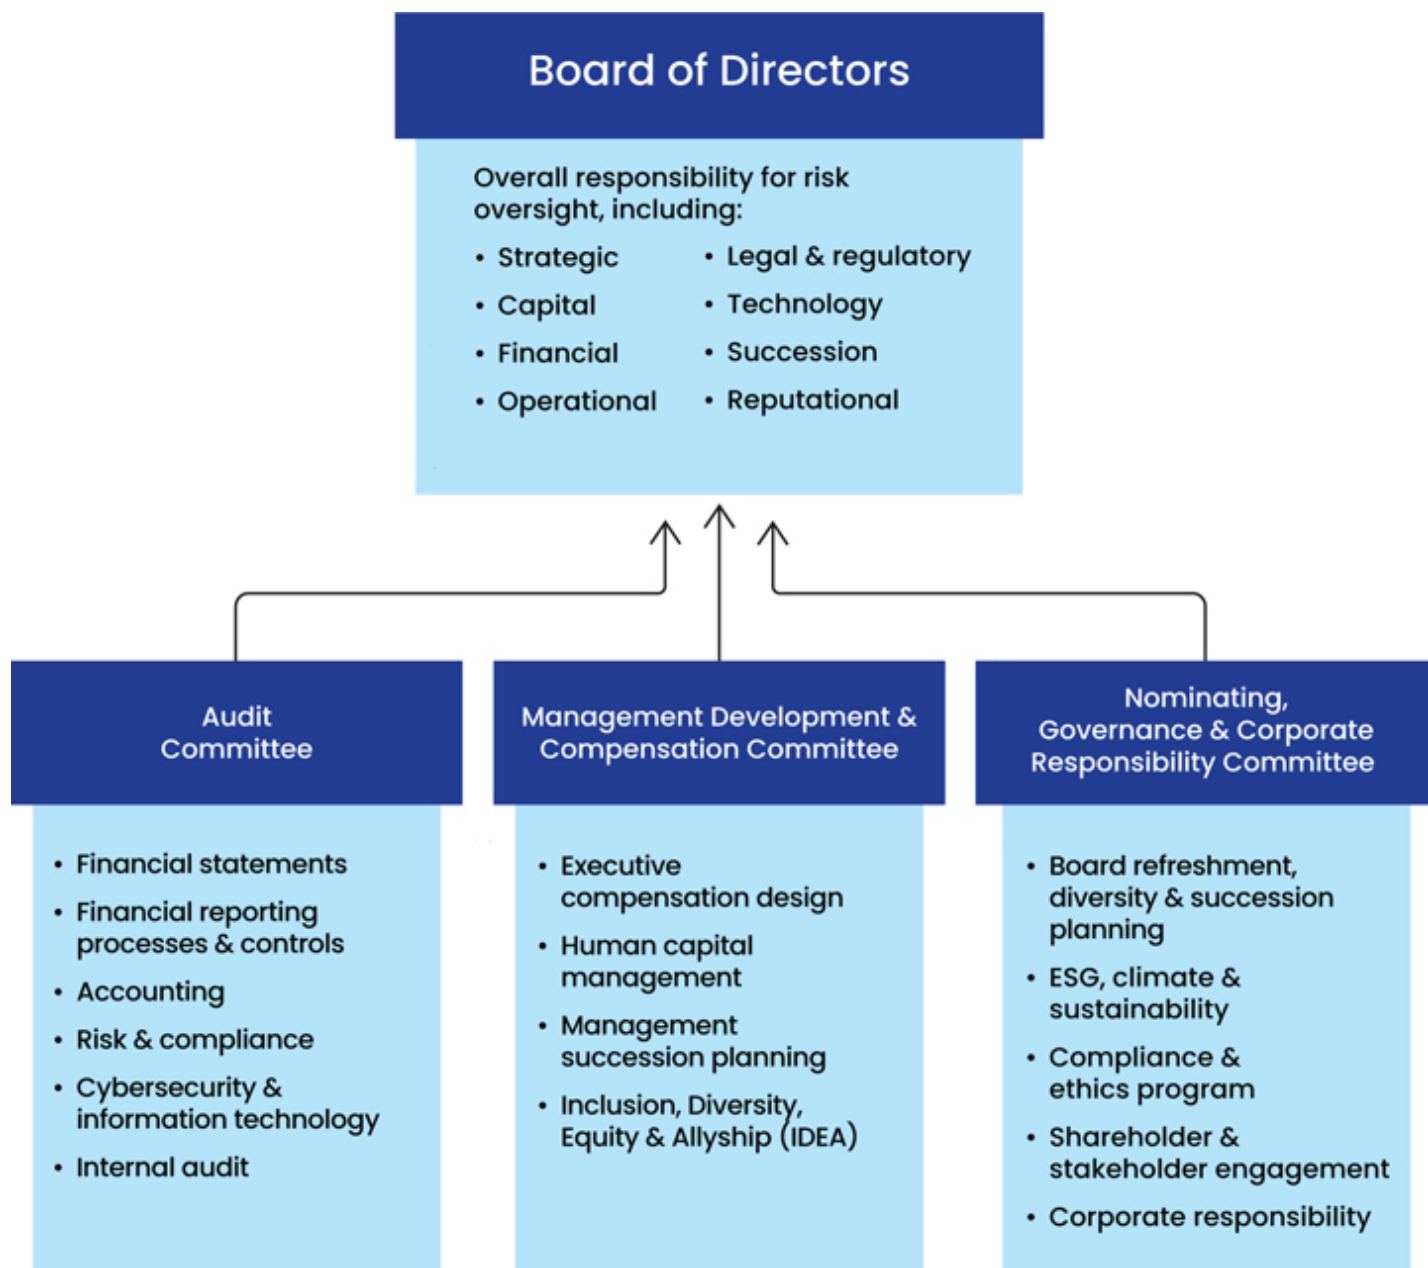 Board of Directors
Overall responsibility for risk
oversight, including:
• Strategic
• Capital
• Financial
• Operational
• Legal & regulatory
• Technology
• Succession
• Reputational
Audit
Committee
• Financial statements
• Financial reporting
processes & controls
• Accounting
• Risk & compliance
• Cybersecurity &
information technology
• Internal audit
Management Development &
Compensation Committee
• Executive
compensation design
• Human capital
management
• Management
succession planning
• Inclusion, Diversity,
Equity & Allyship (IDEA)
Nominating,
Governance & Corporate
Responsibility Committee
• Board refreshment,
diversity & succession
planning
• ESG, climate &
sustainability
• Compliance &
ethics program
• Shareholder &
stakeholder engagement
• Corporate responsibility